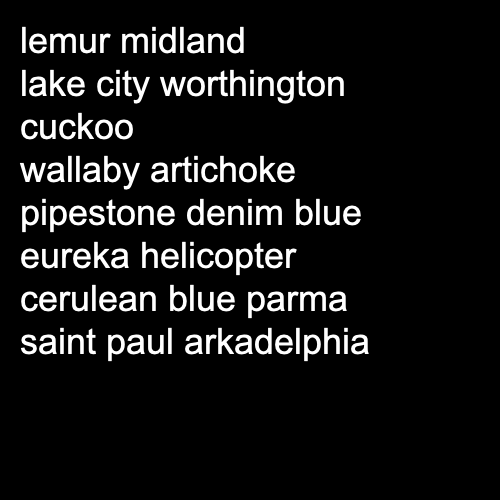 lemur midland
lake city worthington
cuckoo
wallaby artichoke
pipestone denim blue
eureka helicopter
cerulean blue parma
saint paul arkadelphia